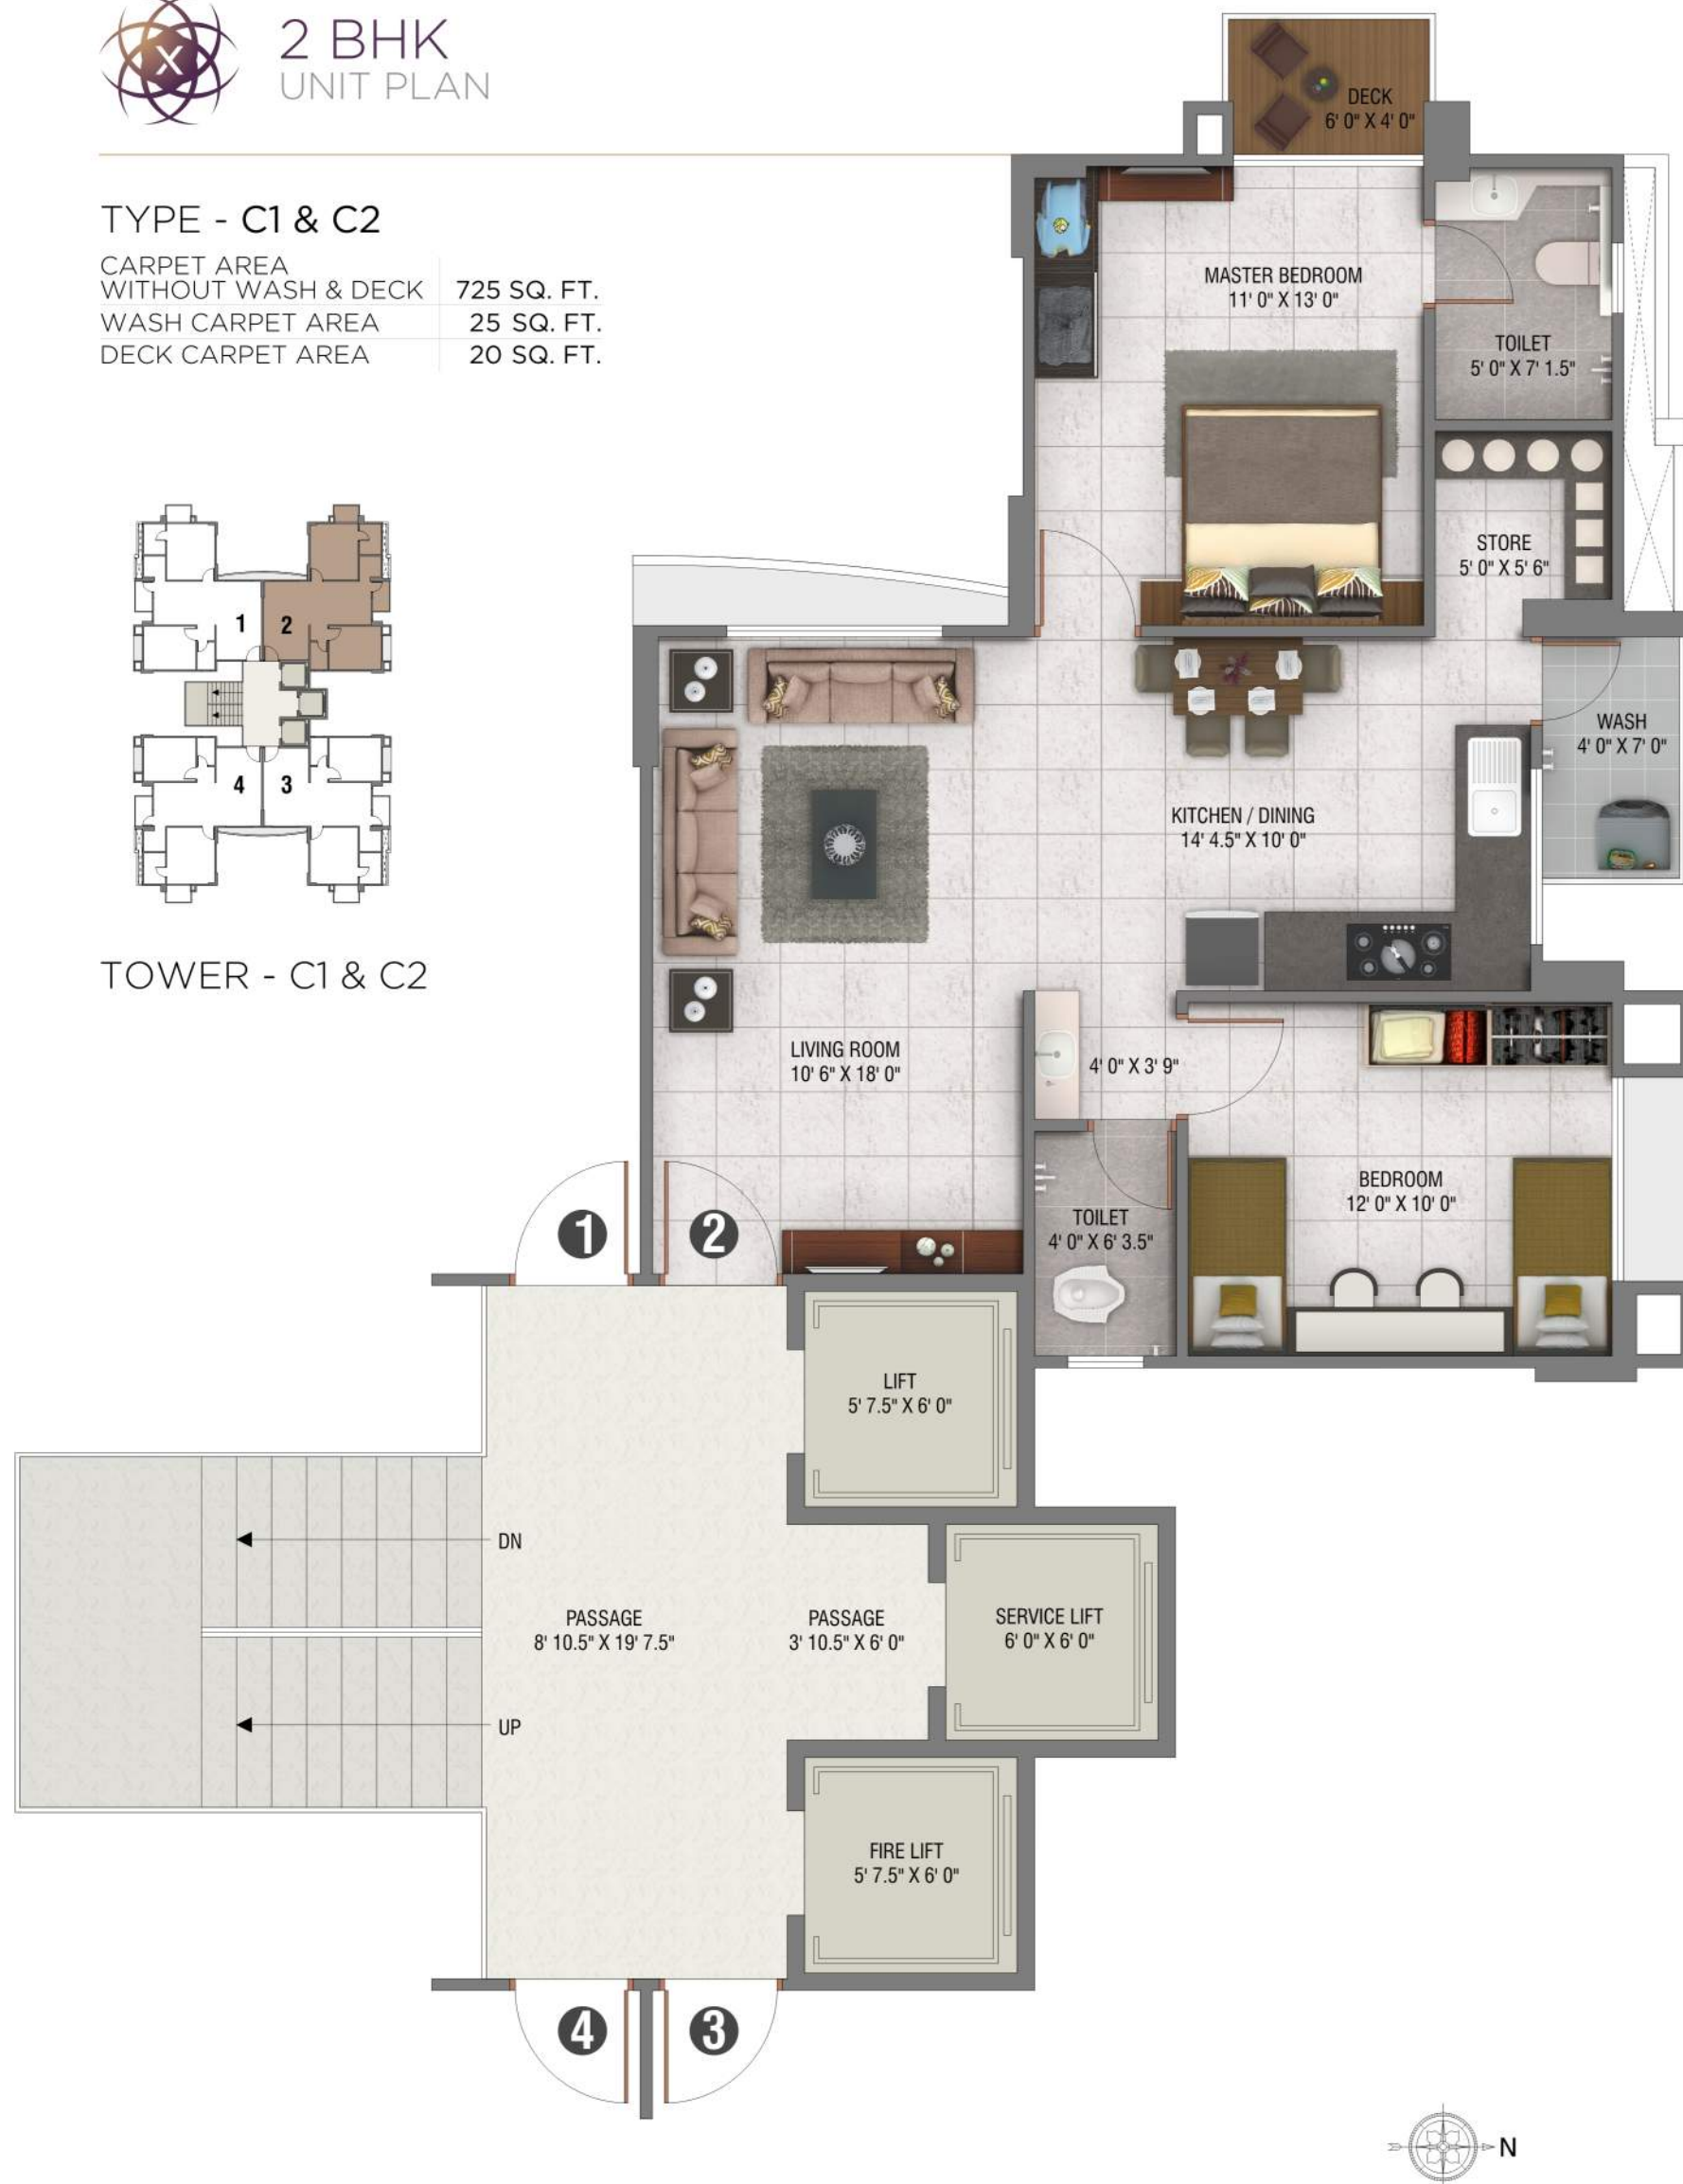 X
2 BHK
UNIT PLAN
TYPE - C1 & C2
CARPET AREA
WITHOUT WASH & DECK 725 SQ. FT.
WASH CARPET AREA 25 SQ. FT.
DECK CARPET AREA 20 SQ. FT.
1 2
4 3
TOWER - C1 & C2
DECK
6' 0" X 4' 0"
MASTER BEDROOM
11' 0" X 13' 0"
TOILET
5' 0" X 7' 1.5"
STORE
5' 0" X 5' 6"
WASH
4' 0" X 7' 0"
KITCHEN / DINING
14' 4.5" X 10' 0"
LIVING ROOM
10' 6" X 18' 0"
4' 0" X 3' 9"
BEDROOM
12' 0" X 10' 0"
TOILET
4' 0" X 6' 3.5"
1
2
LIFT
5' 7.5" X 6' 0"
DN
PASSAGE
8' 10.5" X 19' 7.5"
PASSAGE
3' 10.5" X 6' 0"
SERVICE LIFT
6' 0" X 6' 0"
UP
FIRE LIFT
5' 7.5" X 6' 0"
4
3
N